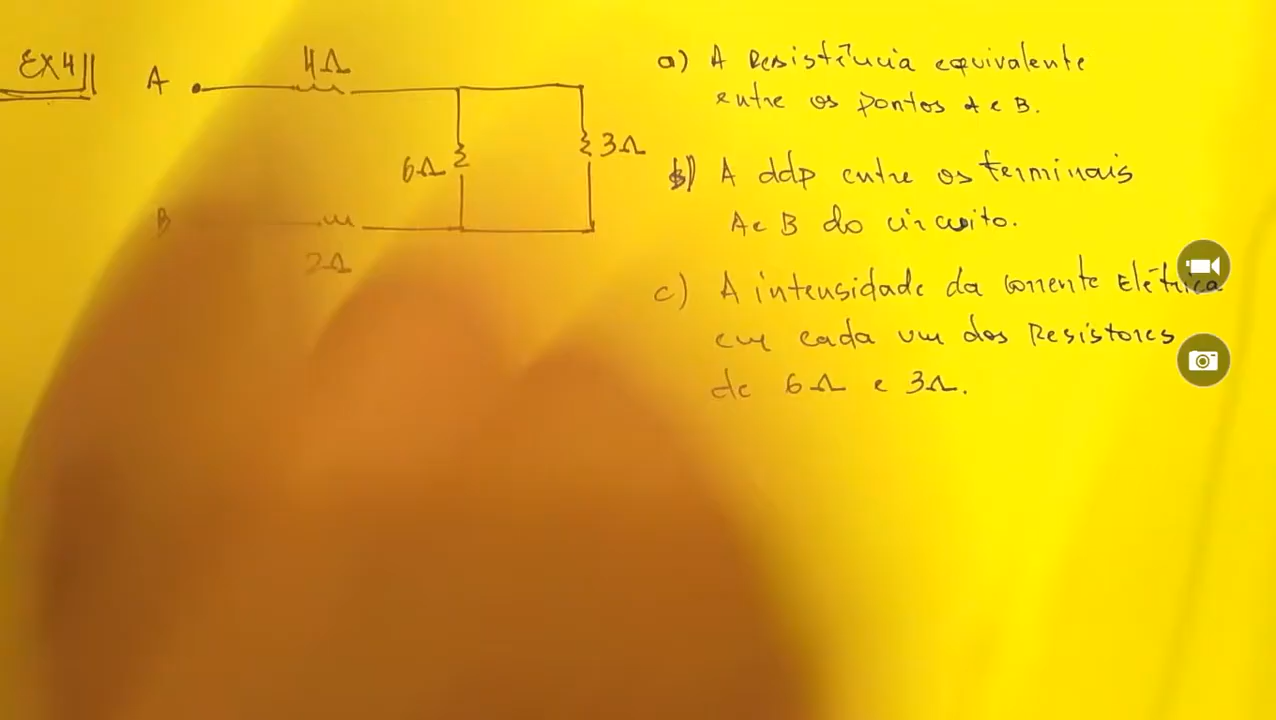 EX4
A
4Ω
6Ω
3Ω
B
2Ω
a) A Resistência equivalente
entre os pontos A e B.
b) A ddp entre os terminais
A e B do circuito.
c) A intensidade da corrente Elétrica
em cada um dos Resistores
de 6Ω e 3Ω.